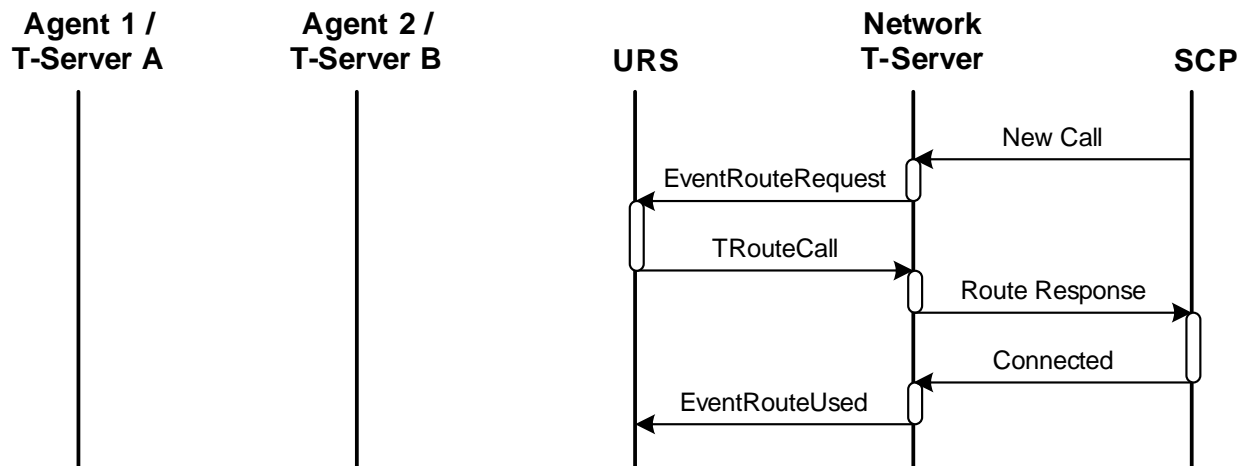 Agent 1 /
T-Server A
Agent 2 /
T-Server B
URS
Network
T-Server
SCP
New Call
EventRouteRequest
TRouteCall
Route Response
Connected
EventRouteUsed